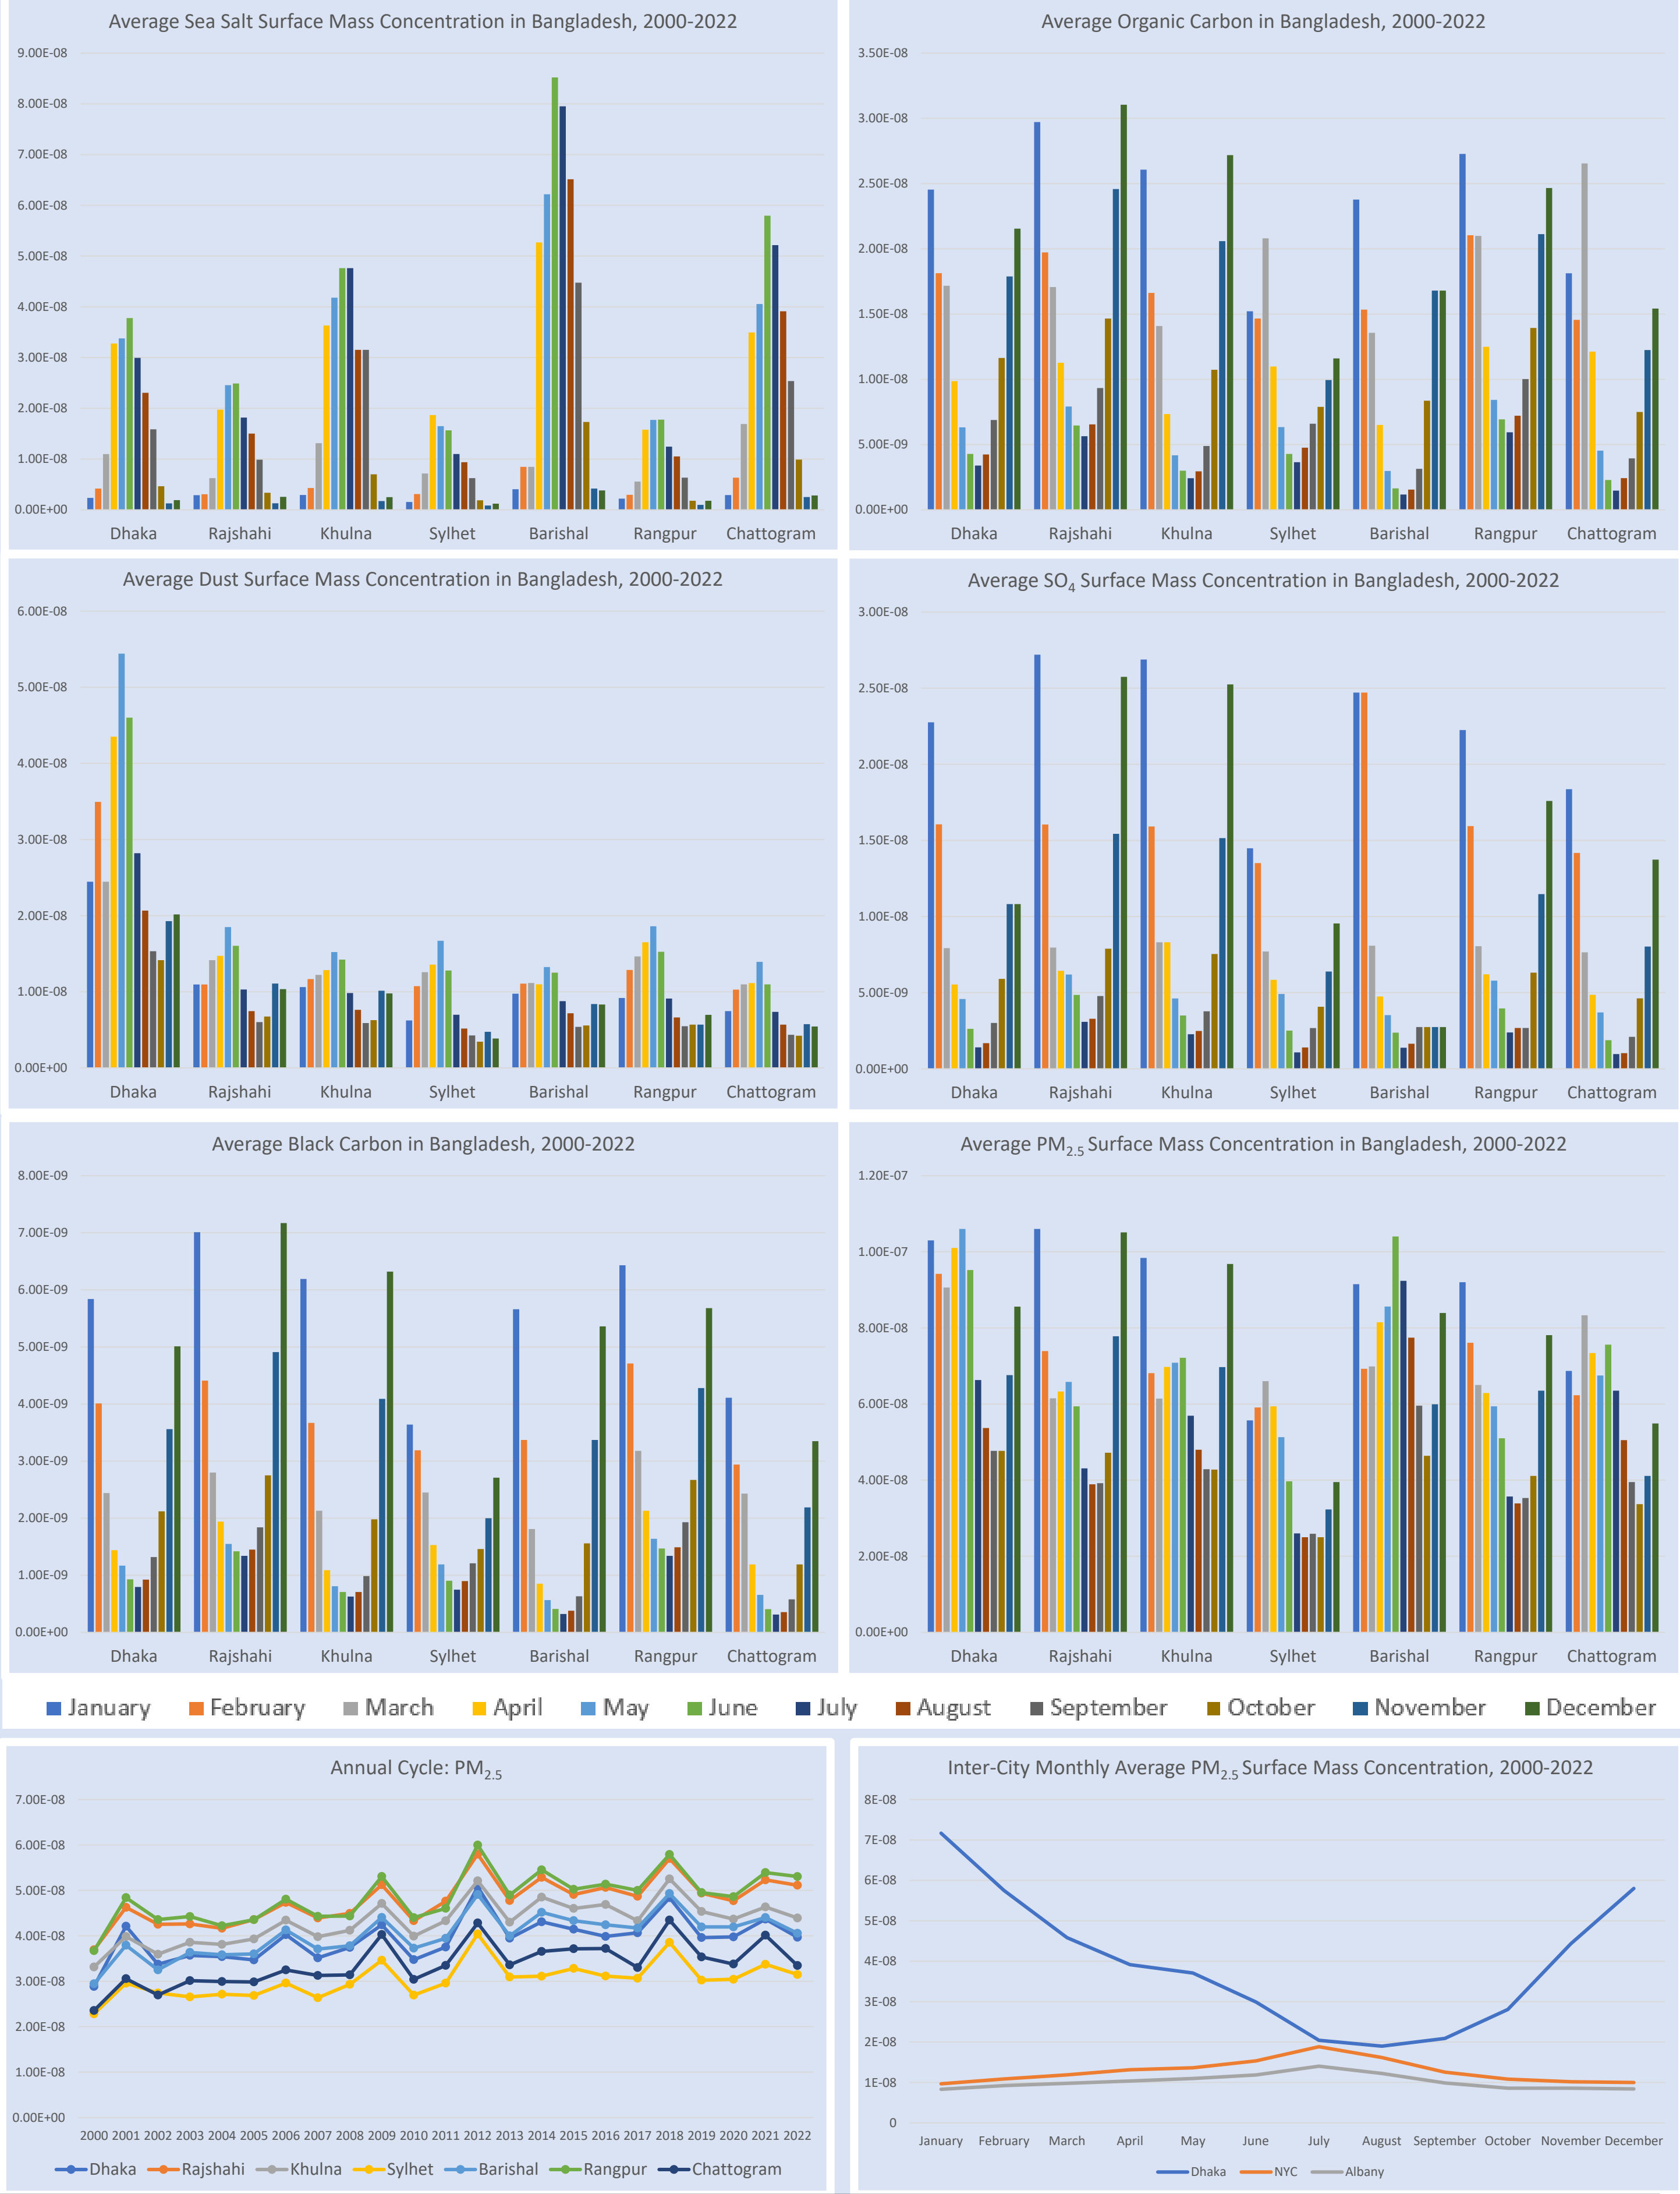 Average Sea Salt Surface Mass Concentration in Bangladesh, 2000-2022
9.00E-08
8.00E-08
7.00E-08
6.00E-08
5.00E-08
4.00E-08
3.00E-08
2.00E-08
1.00E-08
0.00E+00
Dhaka Rajshahi Khulna Sylhet Barishal Rangpur Chattogram
Average Organic Carbon in Bangladesh, 2000-2022
3.50E-08
3.00E-08
2.50E-08
2.00E-08
1.50E-08
1.00E-08
5.00E-09
0.00E+00
Dhaka Rajshahi Khulna Sylhet Barishal Rangpur Chattogram
Average Dust Surface Mass Concentration in Bangladesh, 2000-2022
6.00E-08
5.00E-08
4.00E-08
3.00E-08
2.00E-08
1.00E-08
0.00E+00
Dhaka Rajshahi Khulna Sylhet Barishal Rangpur Chattogram
Average SO4 Surface Mass Concentration in Bangladesh, 2000-2022
3.00E-08
2.50E-08
2.00E-08
1.50E-08
1.00E-08
5.00E-09
0.00E+00
Dhaka Rajshahi Khulna Sylhet Barishal Rangpur Chattogram
Average Black Carbon in Bangladesh, 2000-2022
8.00E-09
7.00E-09
6.00E-09
5.00E-09
4.00E-09
3.00E-09
2.00E-09
1.00E-09
0.00E+00
Dhaka Rajshahi Khulna Sylhet Barishal Rangpur Chattogram
Average PM2.5 Surface Mass Concentration in Bangladesh, 2000-2022
1.20E-07
1.00E-07
8.00E-08
6.00E-08
4.00E-08
2.00E-08
0.00E+00
Dhaka Rajshahi Khulna Sylhet Barishal Rangpur Chattogram
January February March April May June July August September October November December
Annual Cycle: PM2.5
7.00E-08
6.00E-08
5.00E-08
4.00E-08
3.00E-08
2.00E-08
1.00E-08
0.00E+00
2000 2001 2002 2003 2004 2005 2006 2007 2008 2009 2010 2011 2012 2013 2014 2015 2016 2017 2018 2019 2020 2021 2022
Dhaka Rajshahi Khulna Sylhet Barishal Rangpur Chattogram
Inter-City Monthly Average PM2.5 Surface Mass Concentration, 2000-2022
8E-08
7E-08
6E-08
5E-08
4E-08
3E-08
2E-08
1E-08
0
January February March April May June July August September October November December
Dhaka NYC Albany